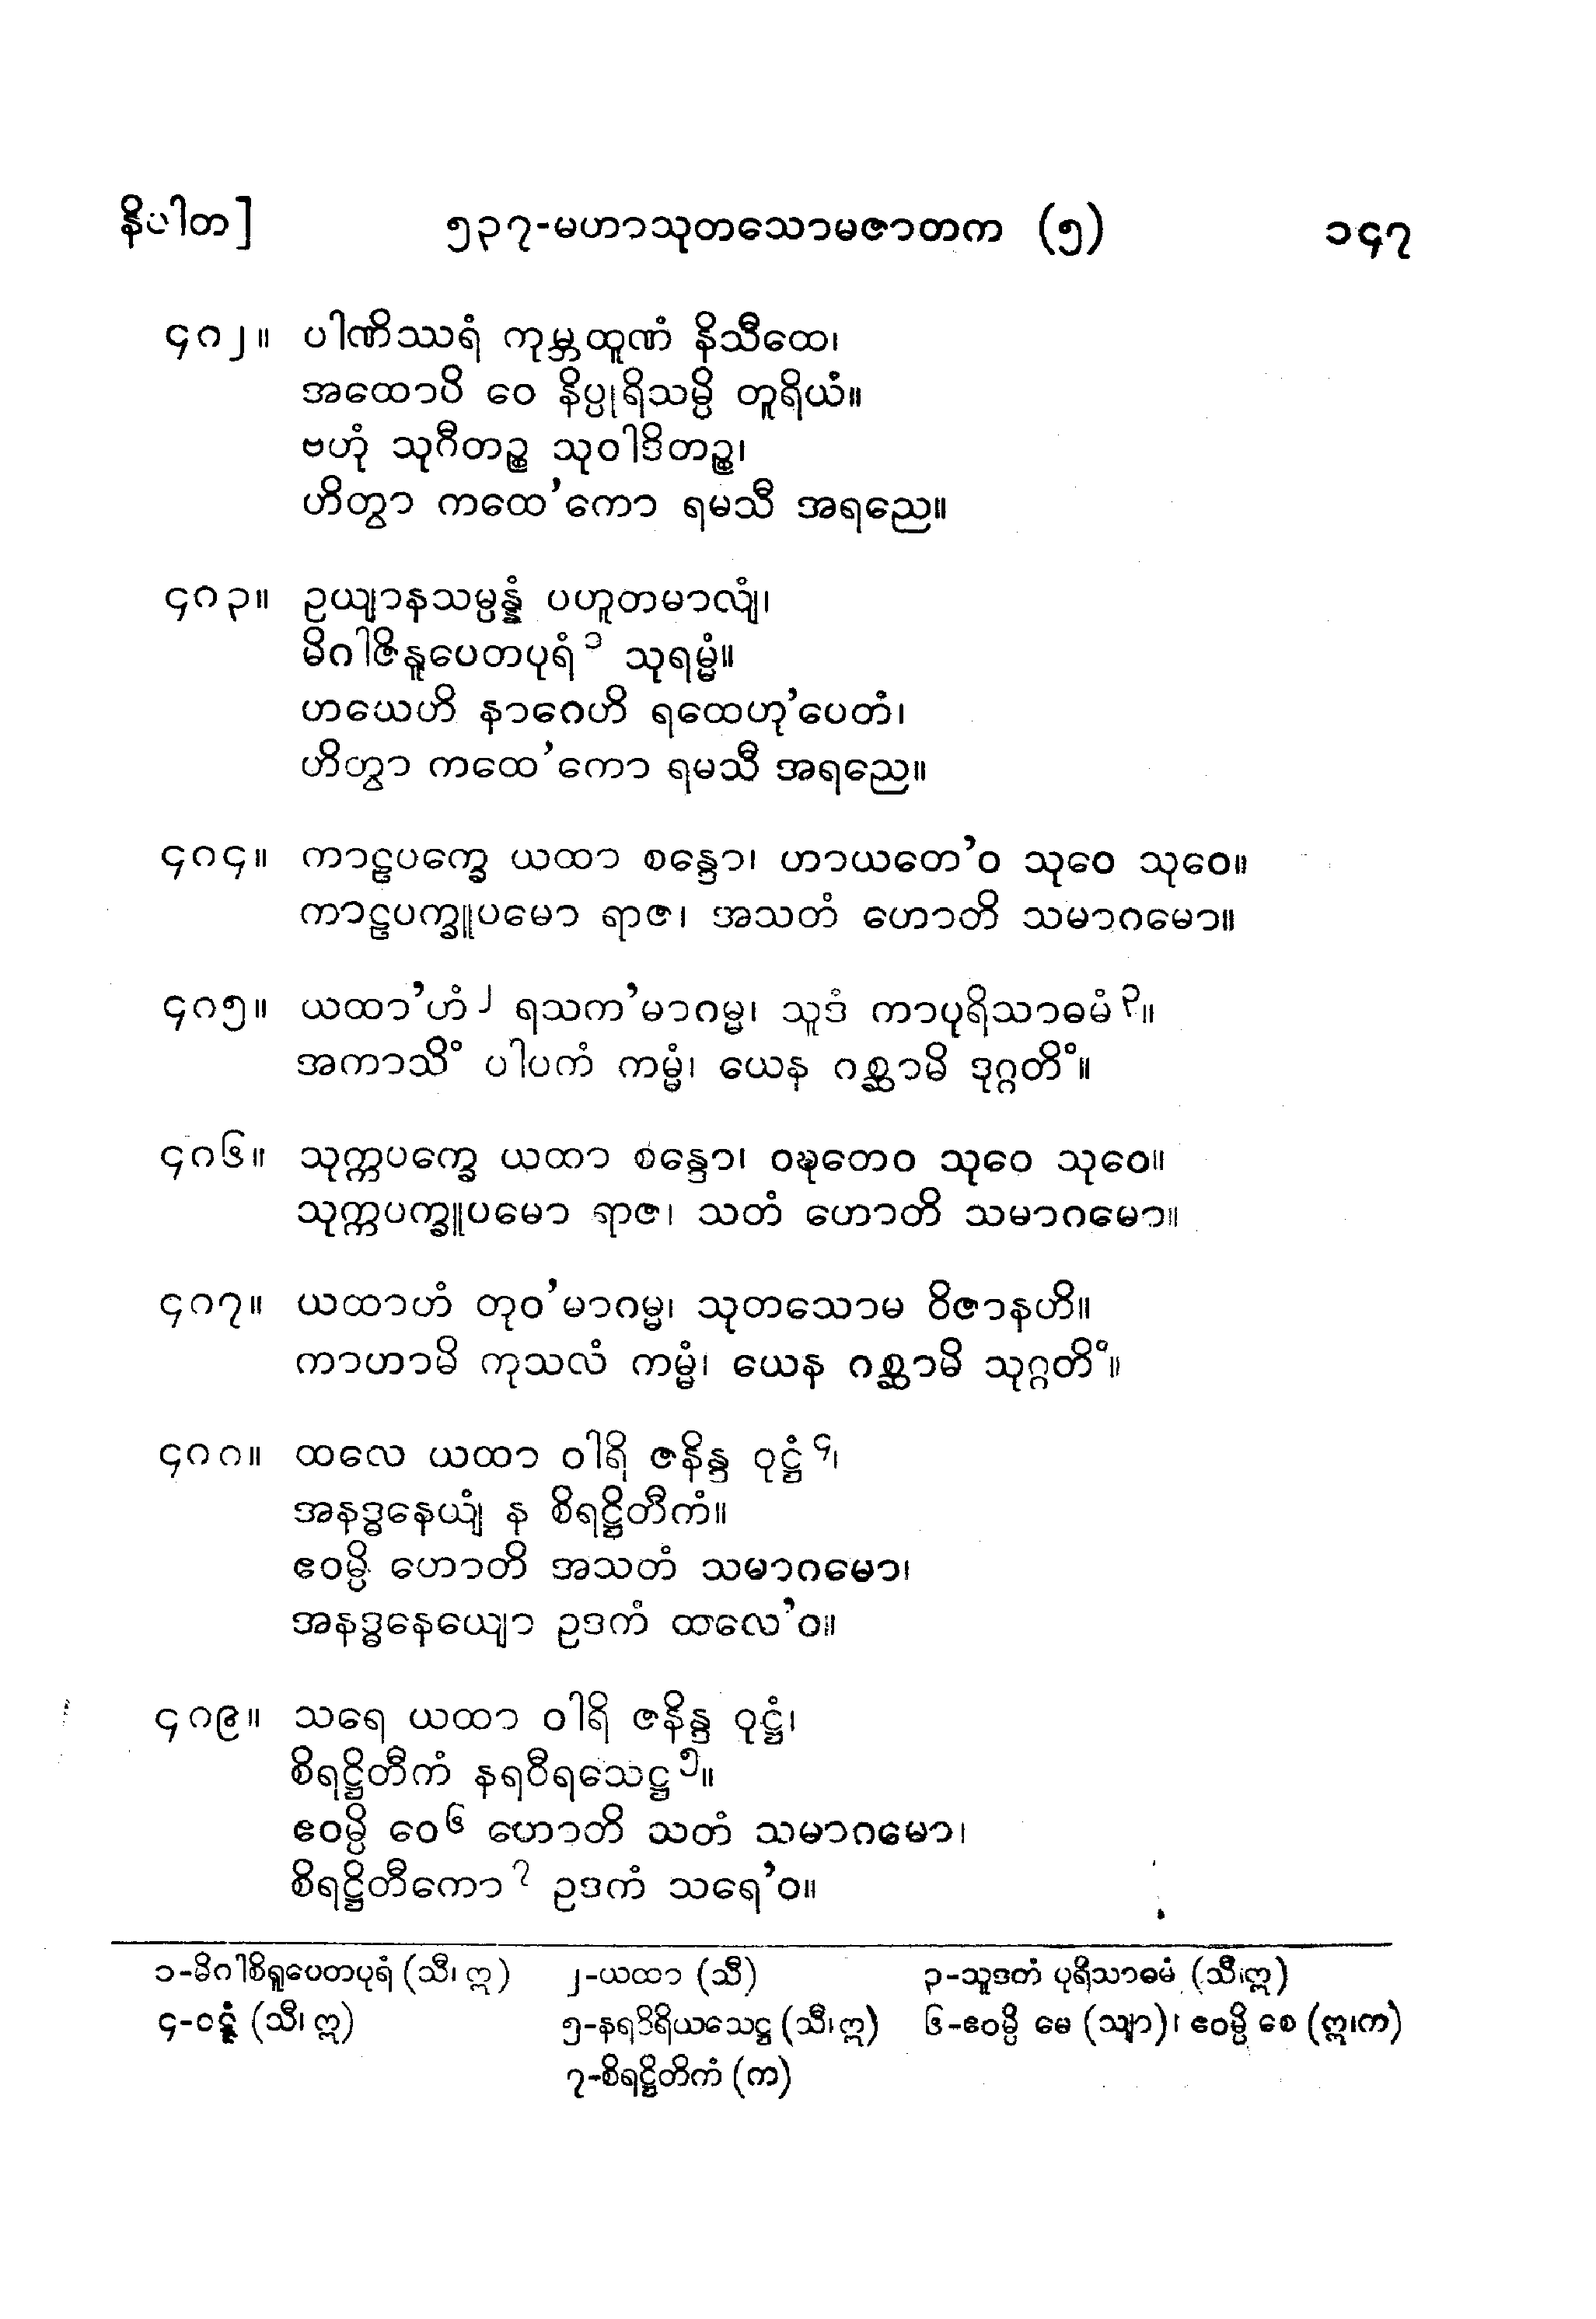 နိပါတ] ၅၃၇-မဟာသုတသောမဇာတက (၅) ၁၄၇
၄၈၂။ ပါဏိဿရံ ကုမ္ဘထူဏံ နိသီထေ၊
အထောပိ ဝေ နိပ္ပုရိသမ္ပိ တူရိယံ။
ဗဟုံ သုဂီတဉ္စ သုဝါဒိတဉ္စ၊
ဟိတွာ ကထေ’ကော ရမသီ အရညေ။
၄၈၃။ ဥယျာနသမ္ပန္နံ ပဟူတမာလျံ၊
မိဂါဇိနူပေတပုရံ ၁ သုရမ္မံ။
ဟယေဟိ နာဂေဟိ ရထေဟု’ပေတံ၊
ဟိတွာ ကထေ’ကော ရမသီ အရညေ။
၄၈၄။ ကာဠပက္ခေ ယထာ စန္ဒော၊ ဟာယတေ’ဝ သုဝေ သုဝေ။
ကာဠပက္ခူပမော ရာဇ၊ အသတံ ဟောတိ သမာဂမော။
၄၈၅။ ယထာ’ဟံ ၂ ရသက’မာဂမ္မ၊ သူဒံ ကာပုရိသာဓမံ ၃။
အကာသိံ ပါပကံ ကမ္မံ၊ ယေန ဂစ္ဆာမိ ဒုဂ္ဂတိံ။
၄၈၆။ သုက္ကပက္ခေ ယထာ စန္ဒော၊ ဝဍ္ဎတေဝ သုဝေ သုဝေ။
သုက္ကပက္ခူပမော ရာဇ၊ သတံ ဟောတိ သမာဂမော။
၄၈၇။ ယထာဟံ တုဝ’မာဂမ္မ၊ သုတသောမ ဝိဇာနဟိ။
ကာဟာမိ ကုသလံ ကမ္မံ၊ ယေန ဂစ္ဆာမိ သုဂ္ဂတိံ။
၄၈၈။ ထလေ ယထာ ဝါရိ ဇနိန္ဒ ဝုဋ္ဌံ ၄၊
အနဒ္ဓနေယျံ န စိရဋ္ဌိတီကံ။
ဧဝမ္ပိ ဟောတိ အသတံ သမာဂမော၊
အနဒ္ဓနေယျော ဥဒကံ ထလေ’ဝ။
၄၈၉။ သရေ ယထာ ဝါရိ ဇနိန္ဒ ဝုဋ္ဌံ၊
စိရဋ္ဌိတီကံ နရဝီရသေဋ္ဌ ၅။
ဧဝမ္ပိ ဝေ ၆ ဟောတိ သတံ သမာဂမော၊
စိရဋ္ဌိတီကော ၇ ဥဒကံ သရေ’ဝ။
၁-မိဂါစိရူပေတပုရံ (သီ၊ ဣ) ၂-ယထာ (သီ) ၃-သူဒတံ ပုရိသာဓမံ (သီ၊ဣ)
၄-ဝဋ္ဋံ (သီ၊ ဣ) ၅-နရဒိရိယသေဋ္ဌ (သီ၊ဣ) ၆-ဧဝမ္ပိ မေ (သျာ)၊ ဧဝမ္ပိ စေ (ဣ၊က)
၇-စိရဋ္ဌိတိကံ (က)